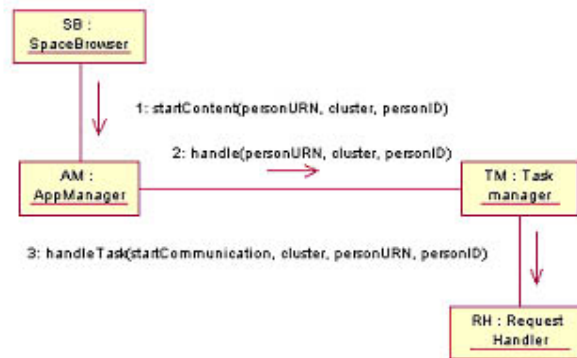 SB :
SpaceBrowser
1: startContent(personURN, cluster, personID)
2: handle(personURN, cluster, personID)
AM :
AppManager
TM : Task
manager
3: handleTask(startCommunication, cluster, personURN, personID)
RH : Request
Handler